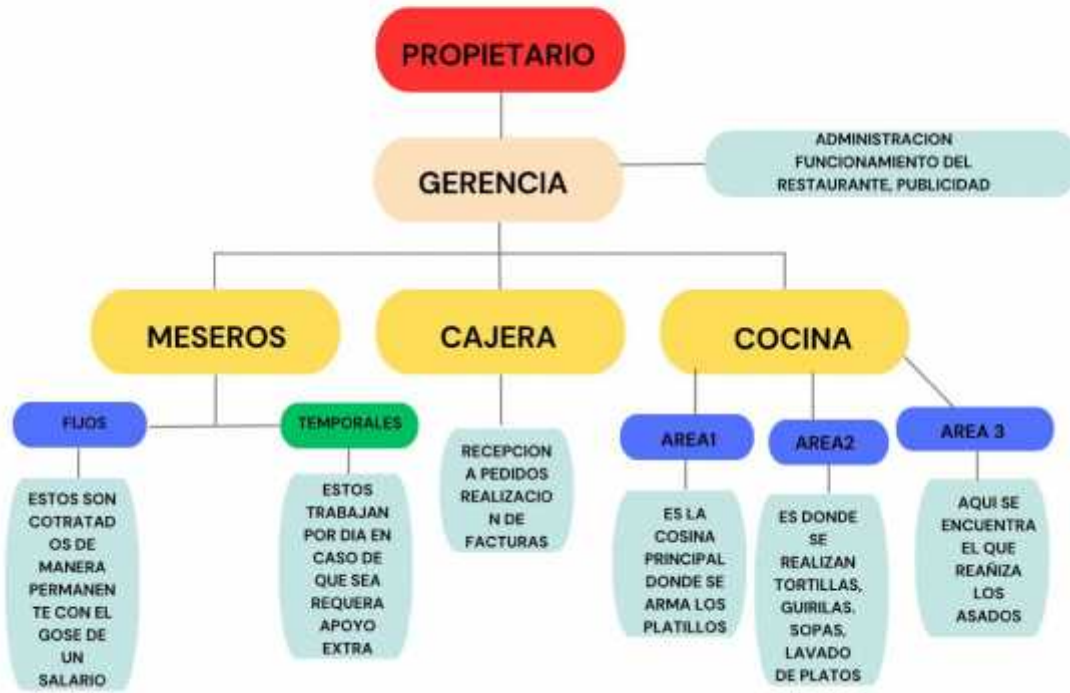 PROPIETARIO
GERENCIA
ADMINISTRACION
FUNCIONAMIENTO DEL
RESTAURANTE, PUBLICIDAD
MESEROS
CAJERA
COCINA
FIJOS
TEMPORALES
AREA1
AREA2
AREA 3
ESTOS SON
COTRATAD
OS DE
MANERA
PERMANEN
TE CON EL
GOSE DE
UN
SALARIO
ESTOS
TRABAJAN
POR DIA EN
CASO DE
QUE SEA
REQUERA
APOYO
EXTRA
RECEPCION
A PEDIDOS
REALIZACIO
N DE
FACTURAS
ES LA
COSINA
PRINCIPAL
DONDE SE
ARMA LOS
PLATILLOS
ES DONDE
SE
REALIZAN
TORTILLAS,
GUIRILAS.
SOPAS,
LAVADO
DE PLATOS
AQUI SE
ENCUENTRA
EL QUE
REAÑIZA
LOS
ASADOS